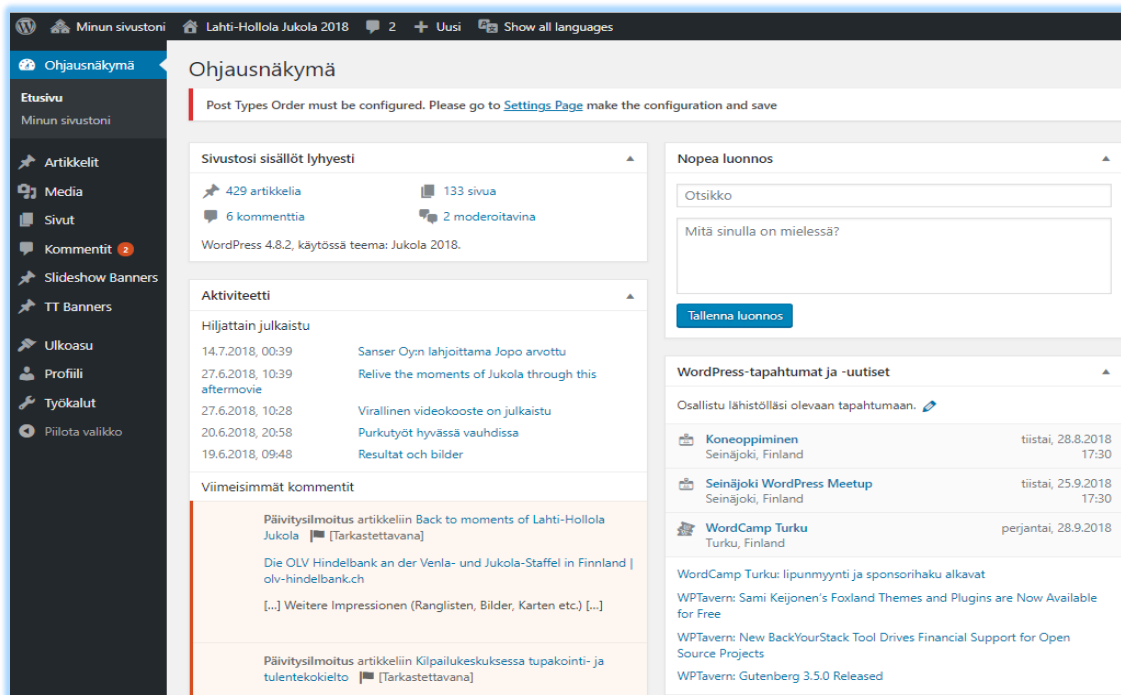 Minun sivustoni Lahti-Hollola Jukola 2018 2 + Uusi Show all languages
Ohjausnäkymä
Etusivu
Minun sivustoni
Artikkelit
Media
Sivut
Kommentit 2
Slideshow Banners
TT Banners
Ulkoasu
Profiili
Työkalut
Piilota valikko
Ohjausnäkymä
Post Types Order must be configured. Please go to Settings Page make the configuration and save
Sivustosi sisällöt lyhyesti
429 artikkelia 133 sivua
6 kommenttia 2 moderoitavina
WordPress 4.8.2, käytössä teema: Jukola 2018.
Aktiviteetti
Hiljattain julkaistu
14.7.2018, 00:39 Sanser Oy:n lahjoittama Jopo arvottu
27.6.2018, 10:39 Relive the moments of Jukola through this
aftermovie
27.6.2018, 10:28 Virallinen videokooste on julkaistu
20.6.2018, 20:58 Purkutyöt hyvässä vauhdissa
19.6.2018, 09:48 Resultat och bilder
Viimeisimmät kommentit
Päivitysilmoitus artikkeliin Back to moments of Lahti-Hollola
Jukola [Tarkastettavana]
Die OLV Hindelbank an der Venla- und Jukola-Staffel in Finnland |
olv-hindelbank.ch
[...] Weitere Impressionen (Ranglisten, Bilder, Karten etc.) [...]
Päivitysilmoitus artikkeliin Kilpailukeskuksessa tupakointi- ja
tulentekokielto [Tarkastettavana]
Nopea luonnos
Otsikko
Mitä sinulla on mielessä?
Tallenna luonnos
WordPress-tapahtumat ja -uutiset
Osallistu lähistölläsi olevaan tapahtumaan.
Koneoppiminen tiistai, 28.8.2018
Seinäjoki, Finland 17:30
Seinäjoki WordPress Meetup tiistai, 25.9.2018
Seinäjoki, Finland 17:30
WordCamp Turku perjantai, 28.9.2018
Turku, Finland
WordCamp Turku: lipunmyynti ja sponsorihaku alkavat
WPTavern: Sami Keijonen's Foxland Themes and Plugins are Now Available
for Free
WPTavern: New BackYourStack Tool Drives Financial Support for Open
Source Projects
WPTavern: Gutenberg 3.5.0 Released